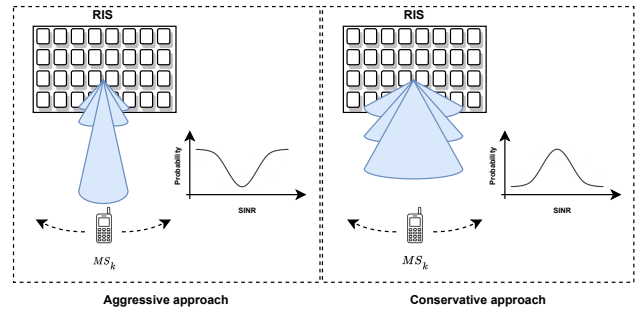 RIS
Probability
SINR
MS_k
Aggressive approach
RIS
Probability
SINR
MS_k
Conservative approach